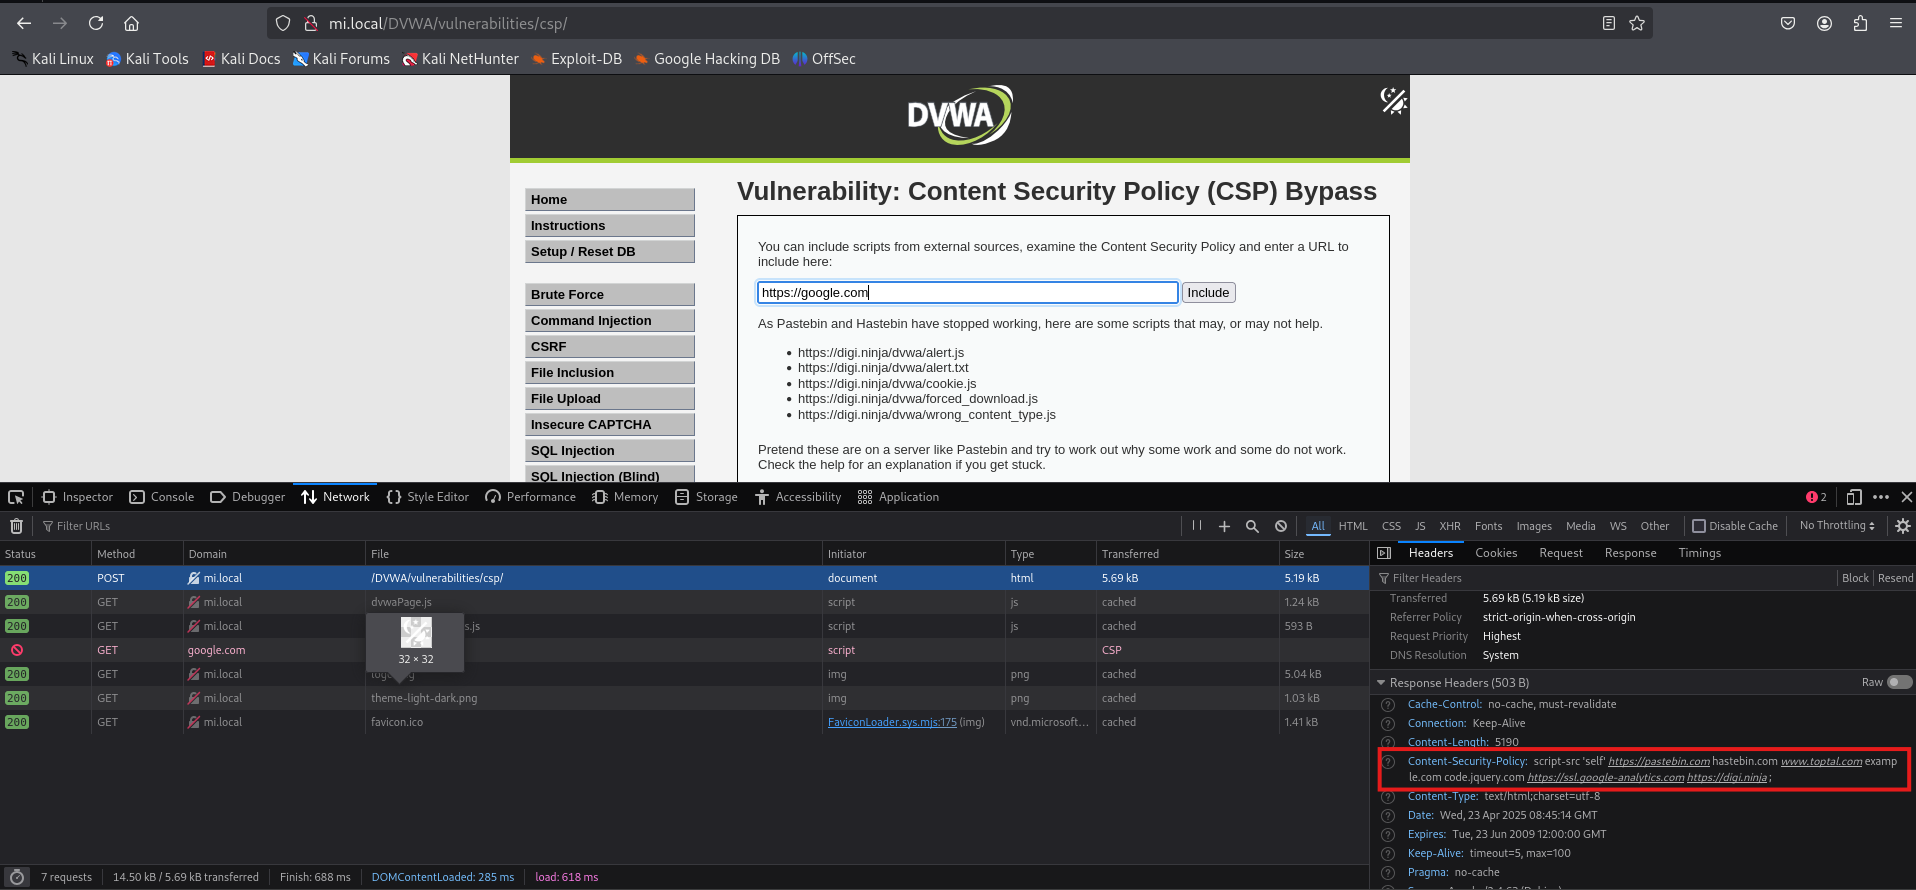 mi.local/DVWA/vulnerabilities/csp/
Kali Linux Kali Tools Kali Docs Kali Forums Kali NetHunter Exploit-DB Google Hacking DB OffSec
DVWA
Vulnerability: Content Security Policy (CSP) Bypass
Home
Instructions
Setup / Reset DB
Brute Force
Command Injection
CSRF
File Inclusion
File Upload
Insecure CAPTCHA
SQL Injection
SQL Injection (Blind)
You can include scripts from external sources, examine the Content Security Policy and enter a URL to
include here:
https://google.com Include
As Pastebin and Hastebin have stopped working, here are some scripts that may, or may not help.
https://digi.ninja/dvwa/alert.js
https://digi.ninja/dvwa/alert.txt
https://digi.ninja/dvwa/cookie.js
https://digi.ninja/dvwa/forced_download.js
https://digi.ninja/dvwa/wrong_content_type.js
Pretend these are on a server like Pastebin and try to work out why some work and some do not work.
Check the help for an explanation if you get stuck.
Inspector Console Debugger Network Style Editor Performance Memory Storage Accessibility Application 2
Filter URLs All HTML CSS JS XHR Fonts Images Media WS Other Disable Cache No Throttling
Status Method Domain File Initiator Type Transferred Size
200 POST mi.local /DVWA/vulnerabilities/csp/ document html 5.69 kB 5.19 kB
200 GET mi.local dvwaPage.js script js cached 1.24 kB
200 GET mi.local s.js script js cached 593 B
GET google.com script CSP
32 × 32
200 GET mi.local img png cached 5.04 kB
200 GET mi.local theme-light-dark.png img png cached 1.03 kB
200 GET mi.local favicon.ico FaviconLoader.sys.mjs:175 (img) vnd.microsoft... cached 1.41 kB
7 requests 14.50 kB / 5.69 kB transferred Finish: 688 ms DOMContentLoaded: 285 ms load: 618 ms
Headers Cookies Request Response Timings
Filter Headers Block Resend
Transferred 5.69 kB (5.19 kB size)
Referrer Policy strict-origin-when-cross-origin
Request Priority Highest
DNS Resolution System
Response Headers (503 B) Raw
Cache-Control: no-cache, must-revalidate
Connection: Keep-Alive
Content-Length: 5190
Content-Security-Policy: script-src 'self' https://pastebin.com hastebin.com www.toptal.com examp
le.com code.jquery.com https://ssl.google-analytics.com https://digi.ninja ;
Content-Type: text/html;charset=utf-8
Date: Wed, 23 Apr 2025 08:45:14 GMT
Expires: Tue, 23 Jun 2009 12:00:00 GMT
Keep-Alive: timeout=5, max=100
Pragma: no-cache